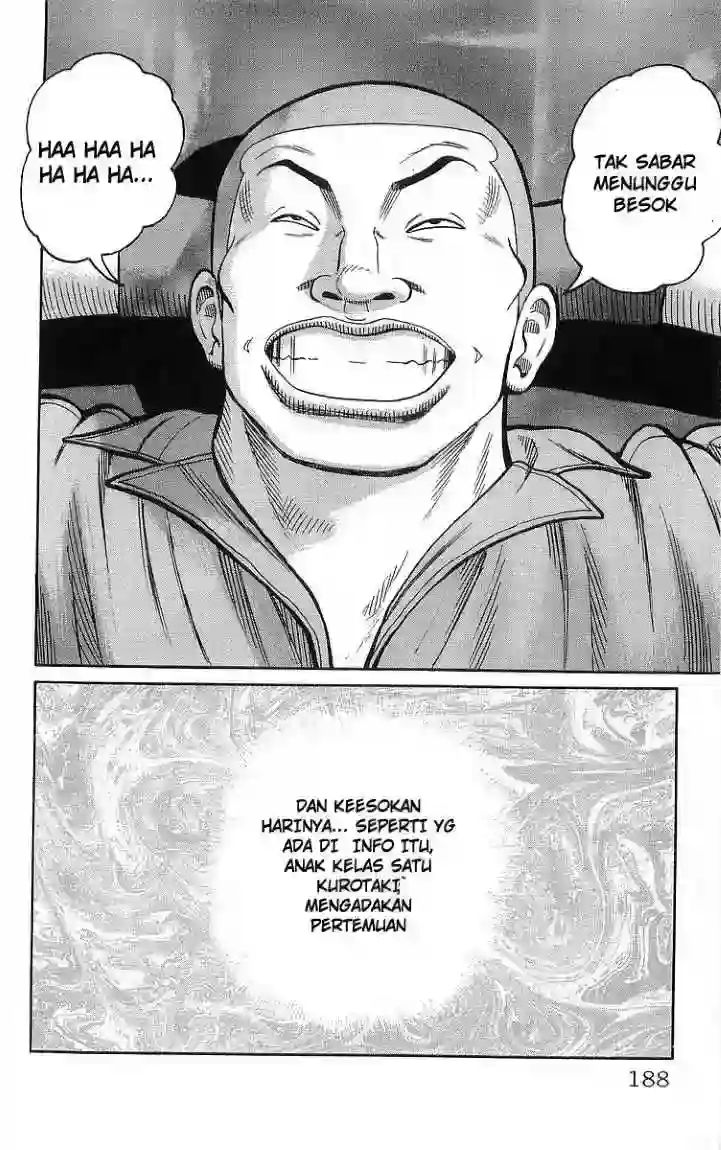 HAA HAA HA
HA HA HA...
TAK SABAR
MENUNGGU
BESOK
DAN KEESOKAN
HARINYA... SEPERTI YG
ADA DI INFO ITU,
ANAK KELAS SATU
KUROTAKI`
MENGADAKAN
PERTEMUAN
188